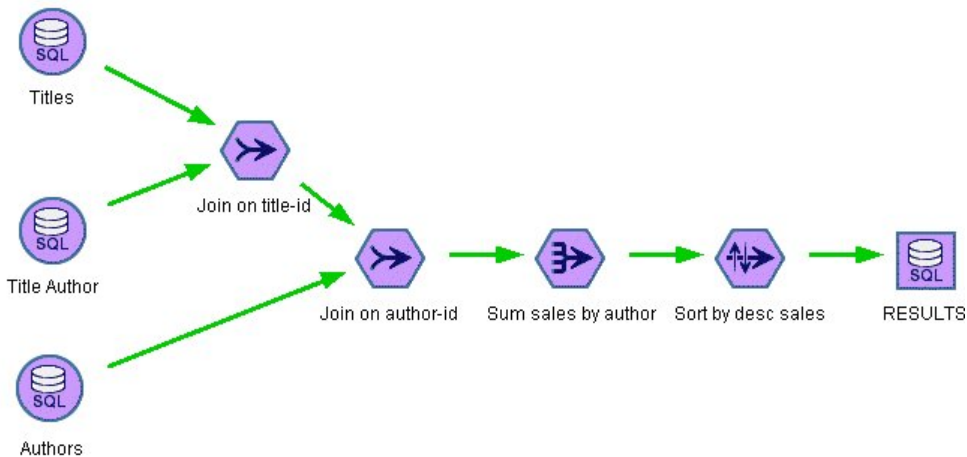 SQL
Titles
SQL
Title Author
SQL
Authors
Join on title-id
Join on author-id
Sum sales by author
Sort by desc sales
SQL
RESULTS